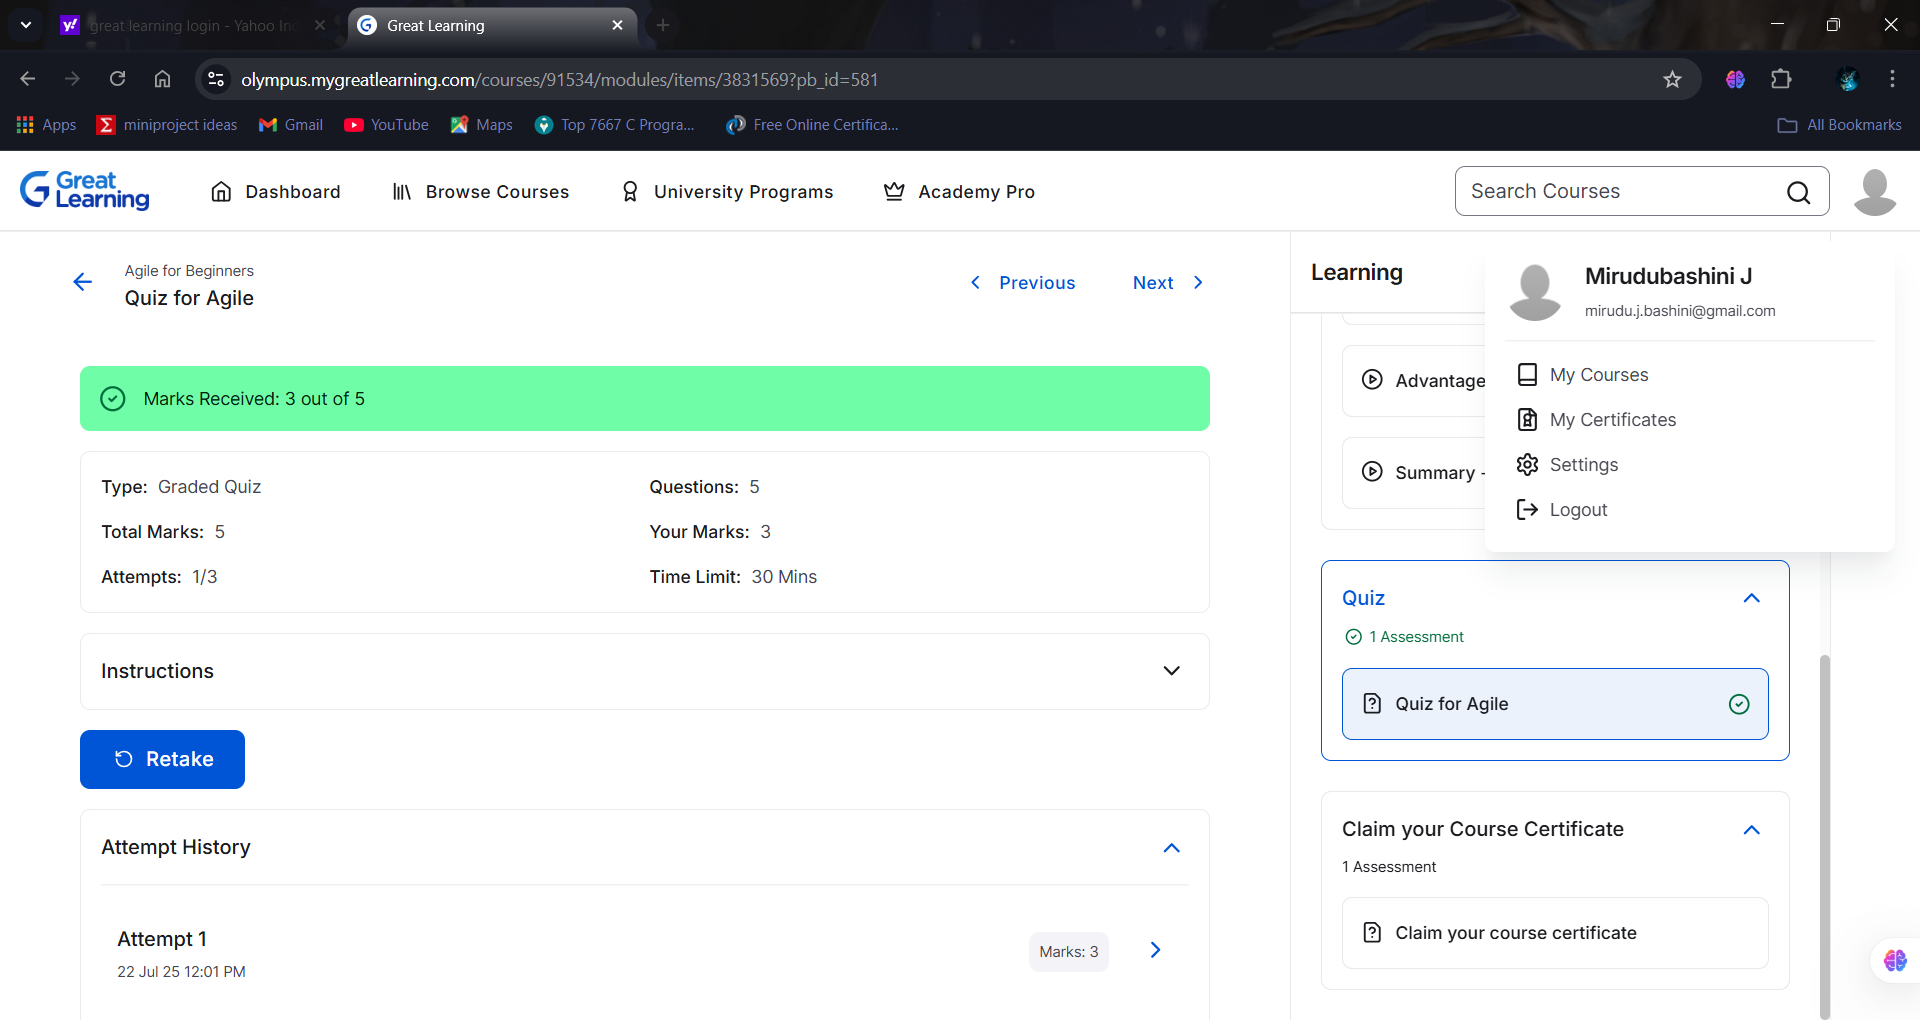 great learning login - Yahoo In
Great Learning
olympus.mygreatlearning.com/courses/91534/modules/items/3831569?pb_id=581
Apps
miniproject ideas
Gmail
YouTube
Maps
Top 7667 C Progra...
Free Online Certifica...
All Bookmarks
Great Learning
Dashboard
Browse Courses
University Programs
Academy Pro
Search Courses
Agile for Beginners
Quiz for Agile
Previous
Next
Marks Received: 3 out of 5
Type: Graded Quiz
Questions: 5
Total Marks: 5
Your Marks: 3
Attempts: 1/3
Time Limit: 30 Mins
Instructions
Retake
Attempt History
Attempt 1
22 Jul 25 12:01 PM
Marks: 3
Learning
Advantage
Summary -
Mirudubashini J
mirudu.j.bashini@gmail.com
My Courses
My Certificates
Settings
Logout
Quiz
1 Assessment
Quiz for Agile
Claim your Course Certificate
1 Assessment
Claim your course certificate